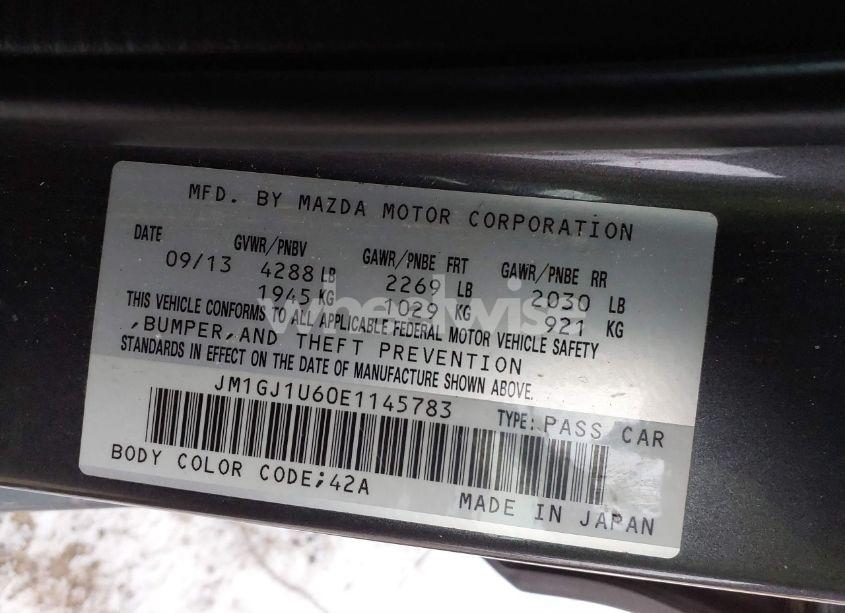 MFD. BY MAZDA MOTOR CORPORATION
DATE GVWR/PNBV GAWR/PNBE FRT GAWR/PNBE RR
09/13 4288 LB 2269 LB 2030 LB
1945 KG 1029 KG 921 KG
THIS VEHICLE CONFORMS TO ALL APPLICABLE FEDERAL MOTOR VEHICLE SAFETY
,BUMPER,AND THEFT PREVENTION
STANDARDS IN EFFECT ON THE DATE OF MANUFACTURE SHOWN ABOVE.
JM1GJ1U60E1145783 TYPE: PASS CAR
BODY COLOR CODE;42A
MADE IN JAPAN
wheelwise